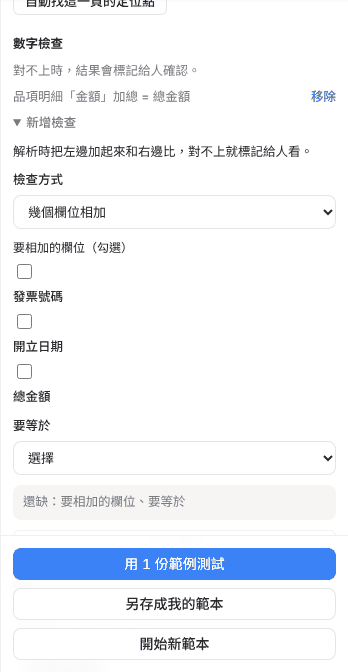 自動找這一頁的定位點
數字檢查
對不上時，結果會標記給人確認。
品項明細「金額」加總 = 總金額
移除
▼ 新增檢查
解析時把左邊加起來和右邊比，對不上就標記給人看。
檢查方式
幾個欄位相加
要相加的欄位（勾選）
發票號碼
開立日期
總金額
要等於
選擇
還缺：要相加的欄位、要等於
用 1 份範例測試
另存成我的範本
開始新範本